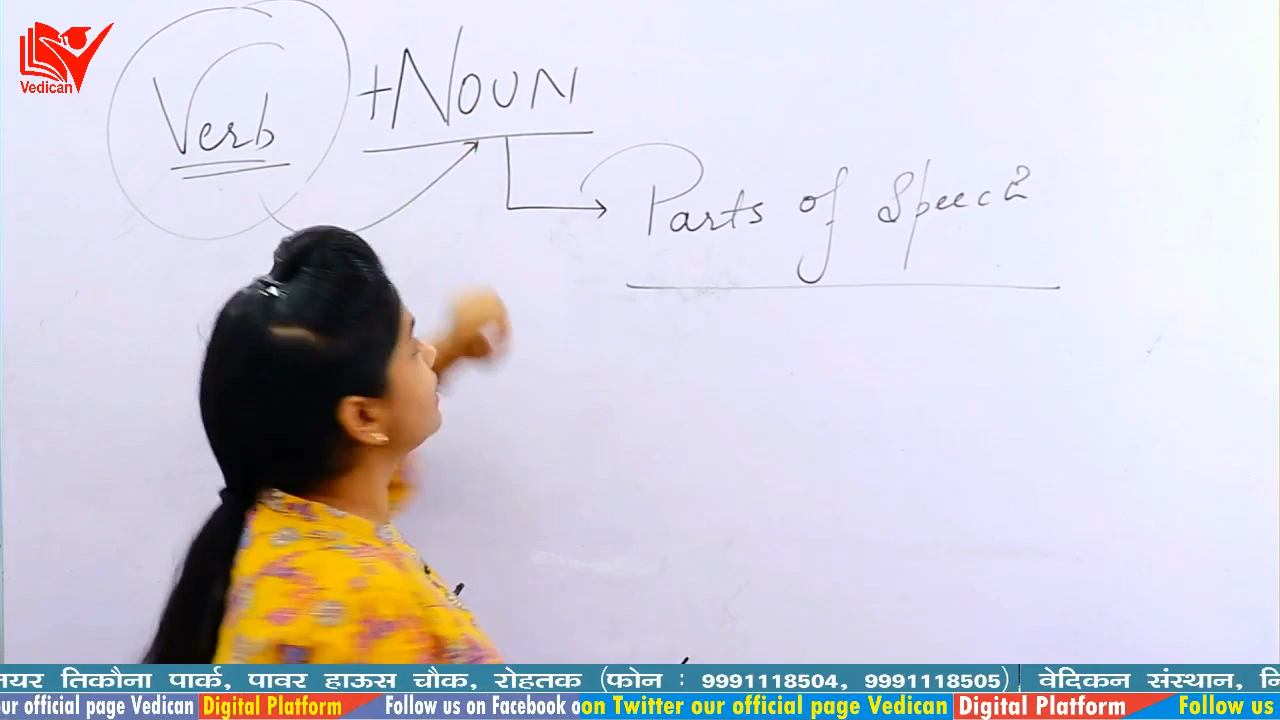 Vedican
Verb + NOUN
Parts of Speech
नियर तिकौना पार्क, पावर हाऊस चौक, रोहतक (फोन : 9991118504, 9991118505) वेदिकन संस्थान,
our official page Vedican Digital Platform Follow us on Facebook on Twitter our official page Vedican Digital Platform Follow us